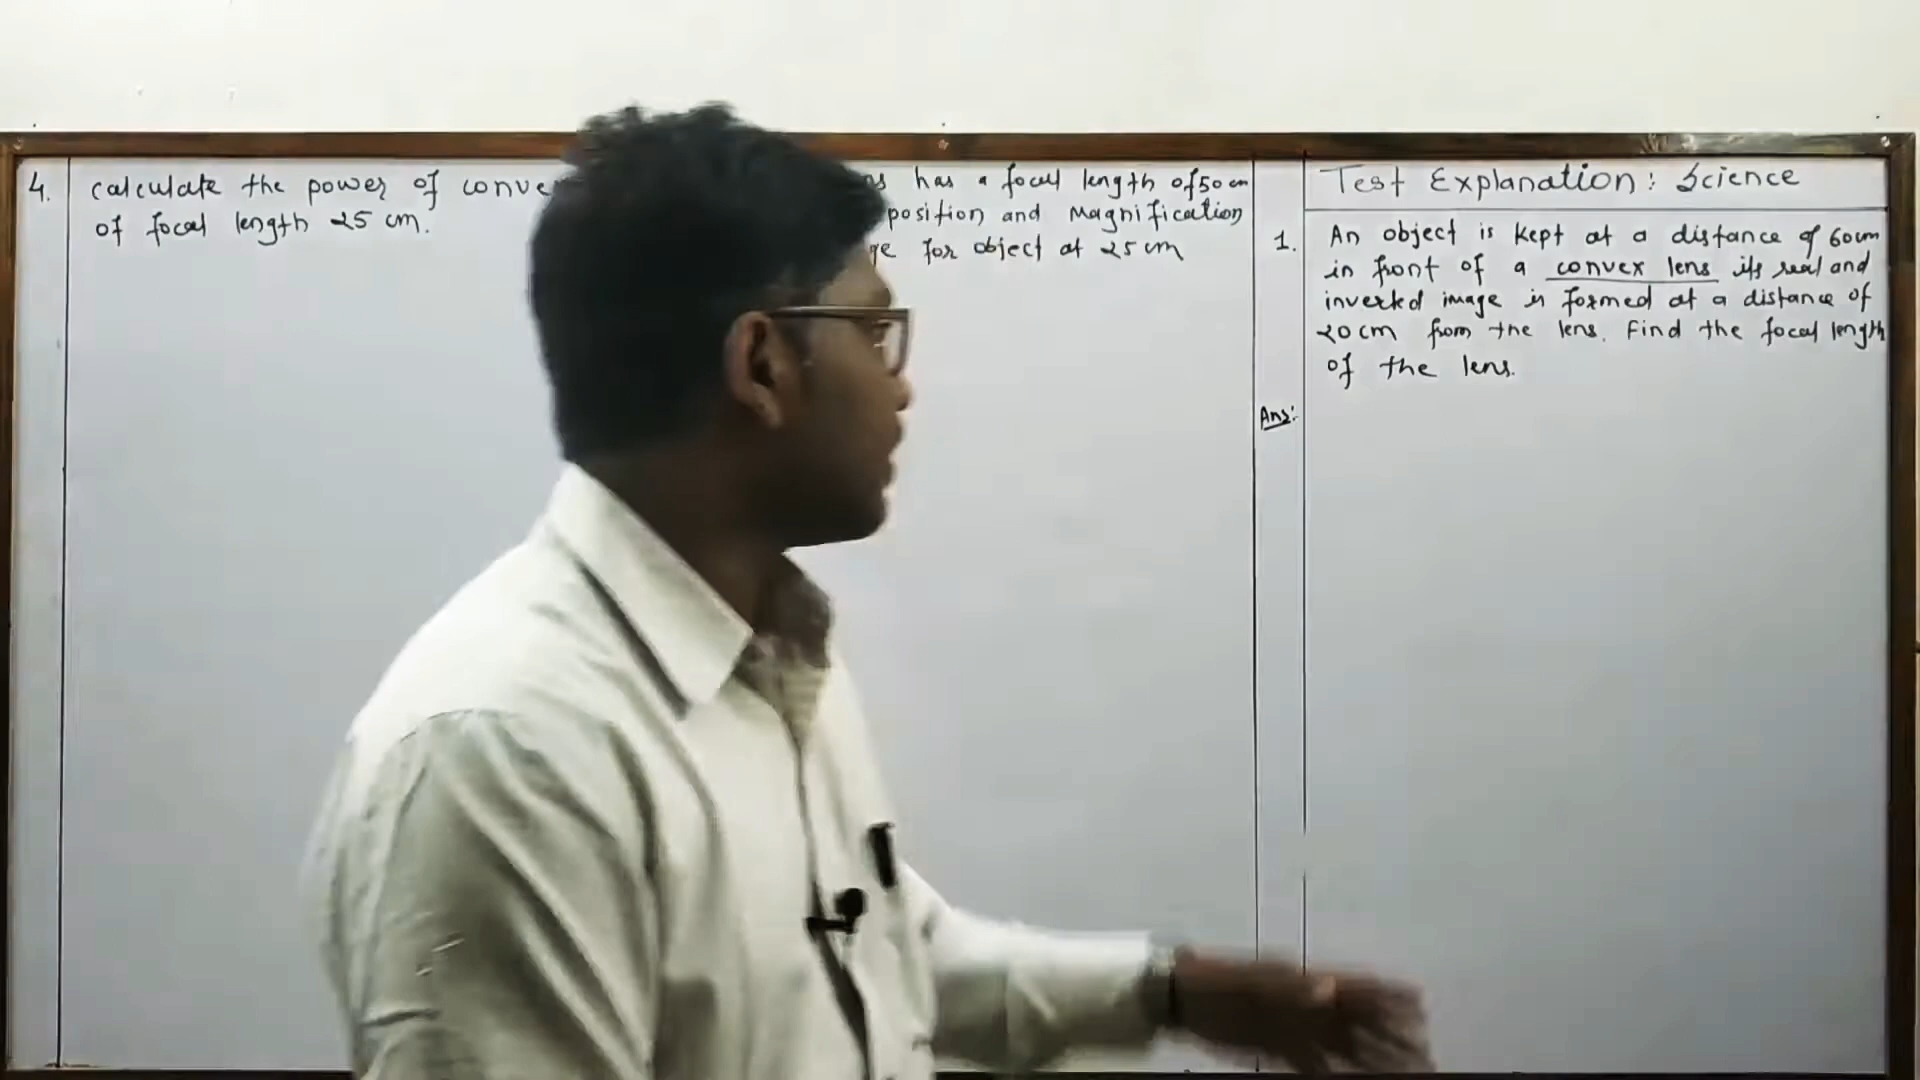 4. Calculate the power of
of focal length 25 cm.
has a focal length of 50 cm
position and Magnification
for object at 25 cm
Test Explanation: Science
1. An object is kept at a distance of 60cm
in front of a convex lens its real and
inverted image is formed at a distance of
20cm from the lens. Find the focal length
of the lens.
Ans: